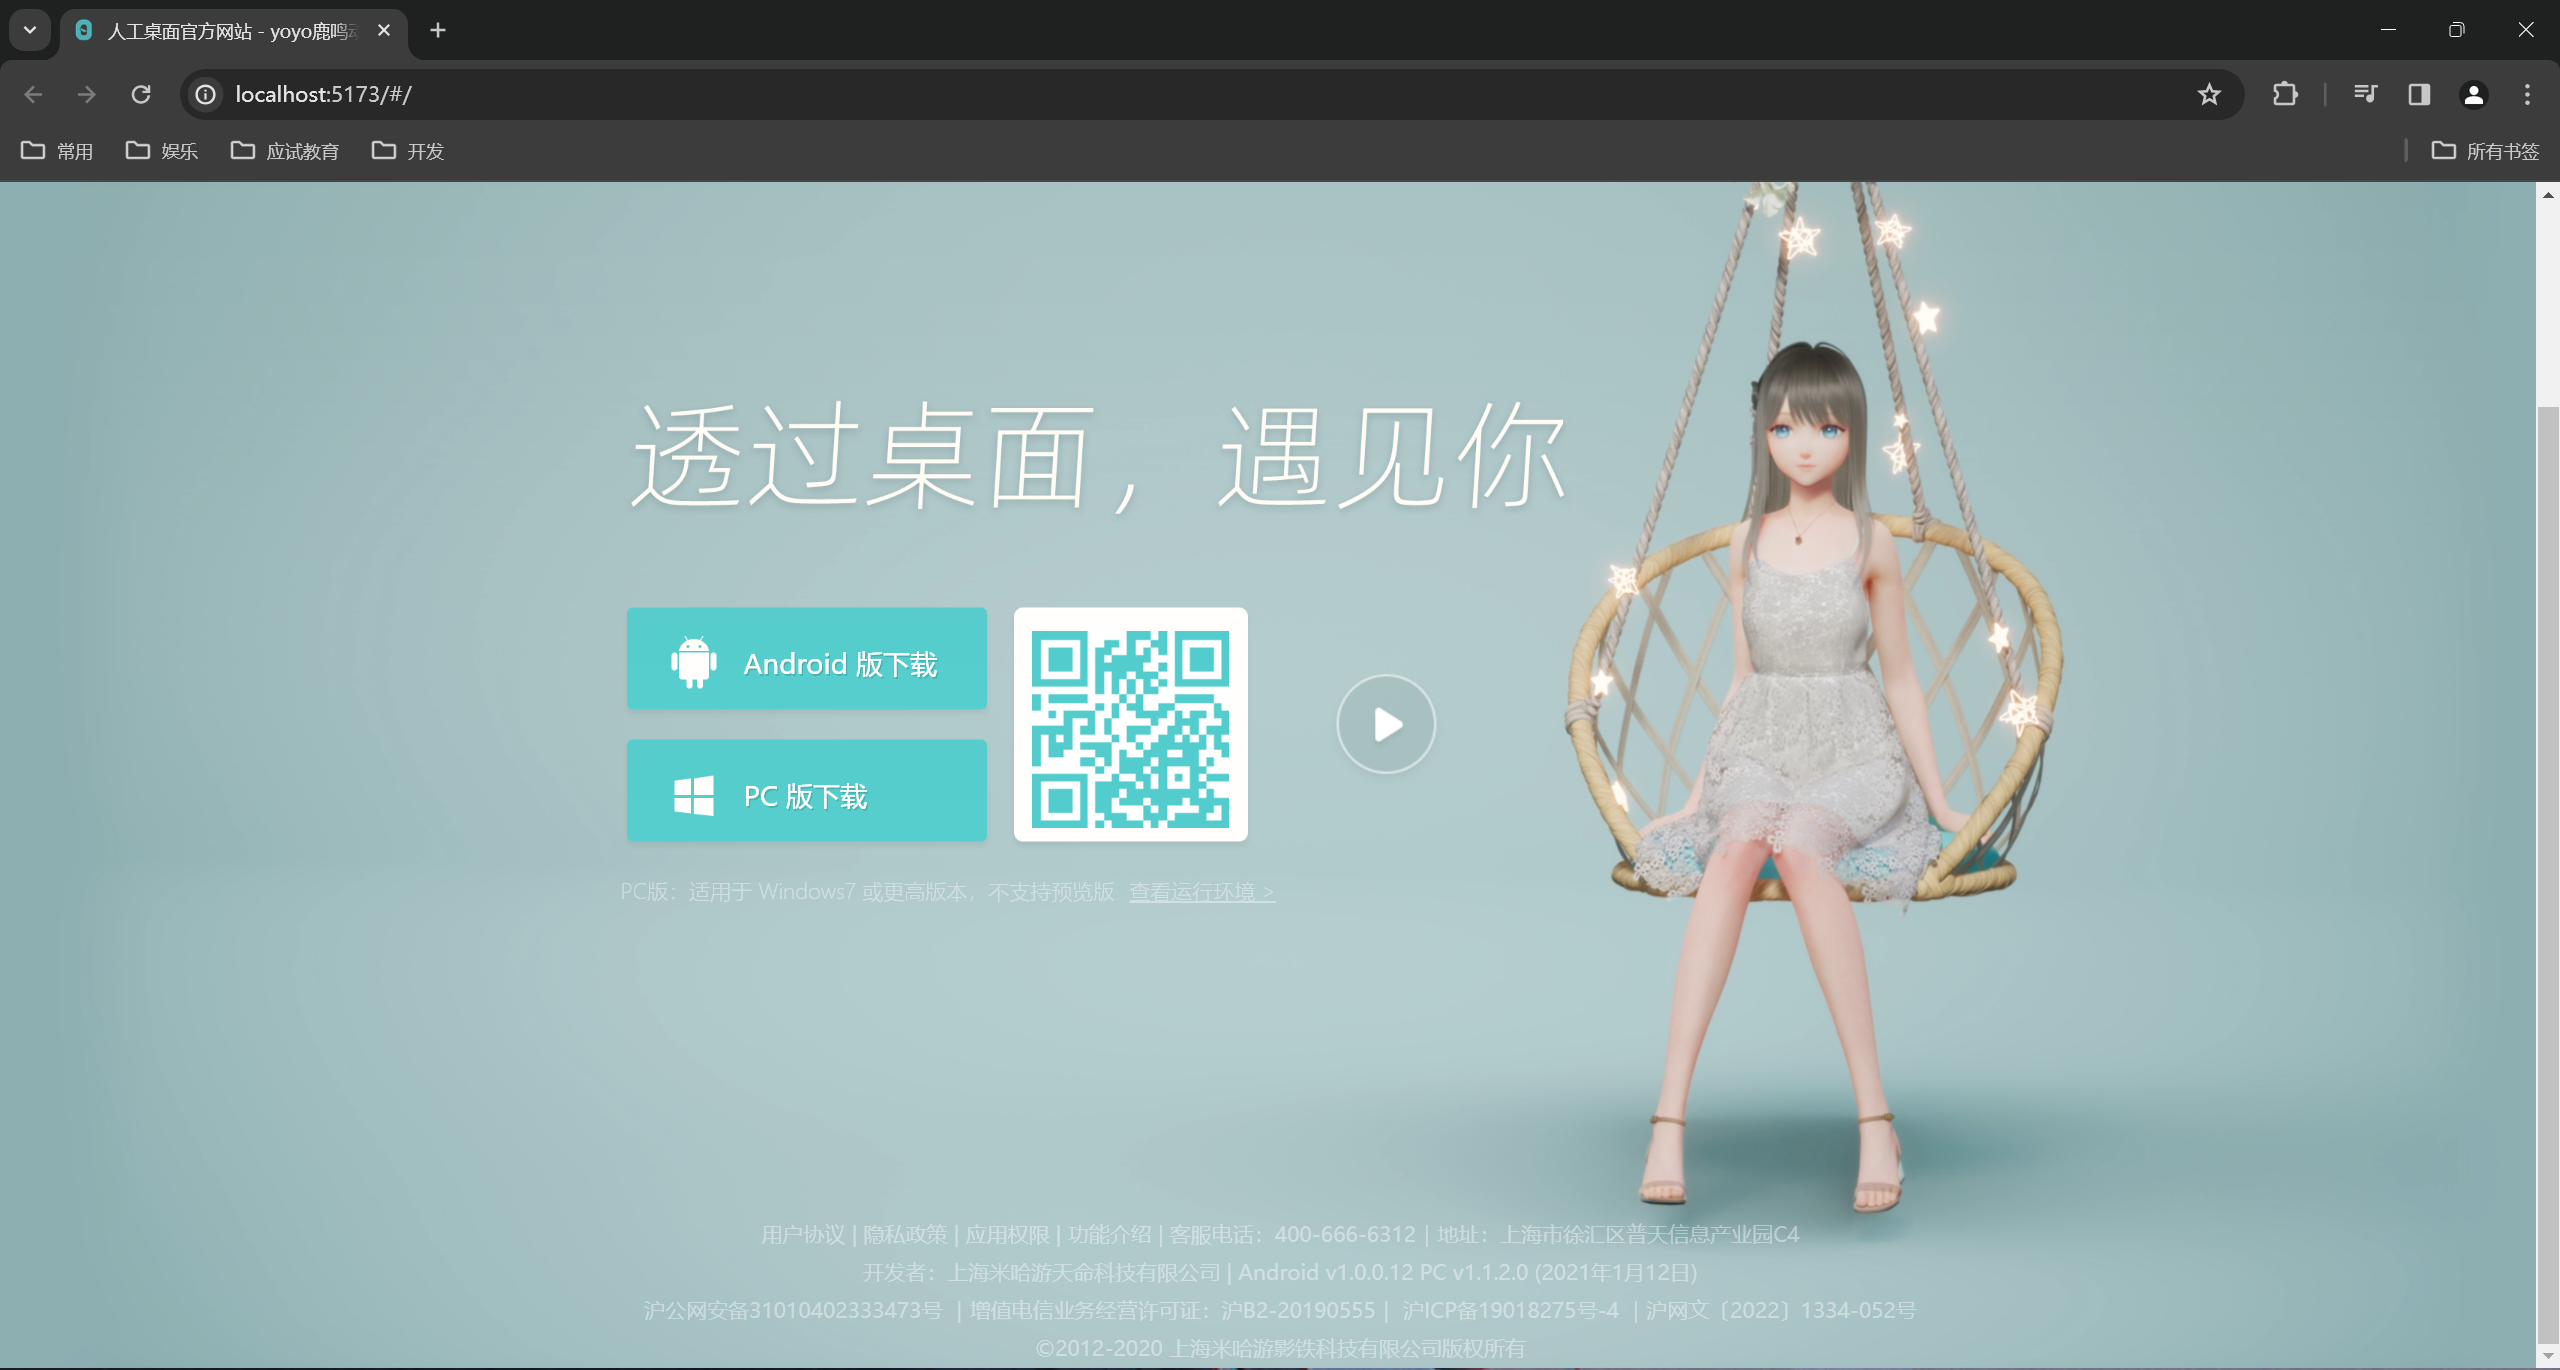 人工桌面官方网站 - yoyo鹿鸣
localhost:5173/#/
常用
娱乐
应试教育
开发
所有书签
透过桌面，遇见你
Android 版下载
PC 版下载
PC版：适用于 Windows7 或更高版本，不支持预览版 查看运行环境 >
用户协议 | 隐私政策 | 应用权限 | 功能介绍 | 客服电话：400-666-6312 | 地址：上海市徐汇区普天信息产业园C4
开发者：上海米哈游天命科技有限公司 | Android v1.0.0.12 PC v1.1.2.0 (2021年1月12日)
沪公网安备31010402333473号 | 增值电信业务经营许可证：沪B2-20190555 | 沪ICP备19018275号-4 | 沪网文〔2022〕1334-052号
©2012-2020 上海米哈游影铁科技有限公司版权所有